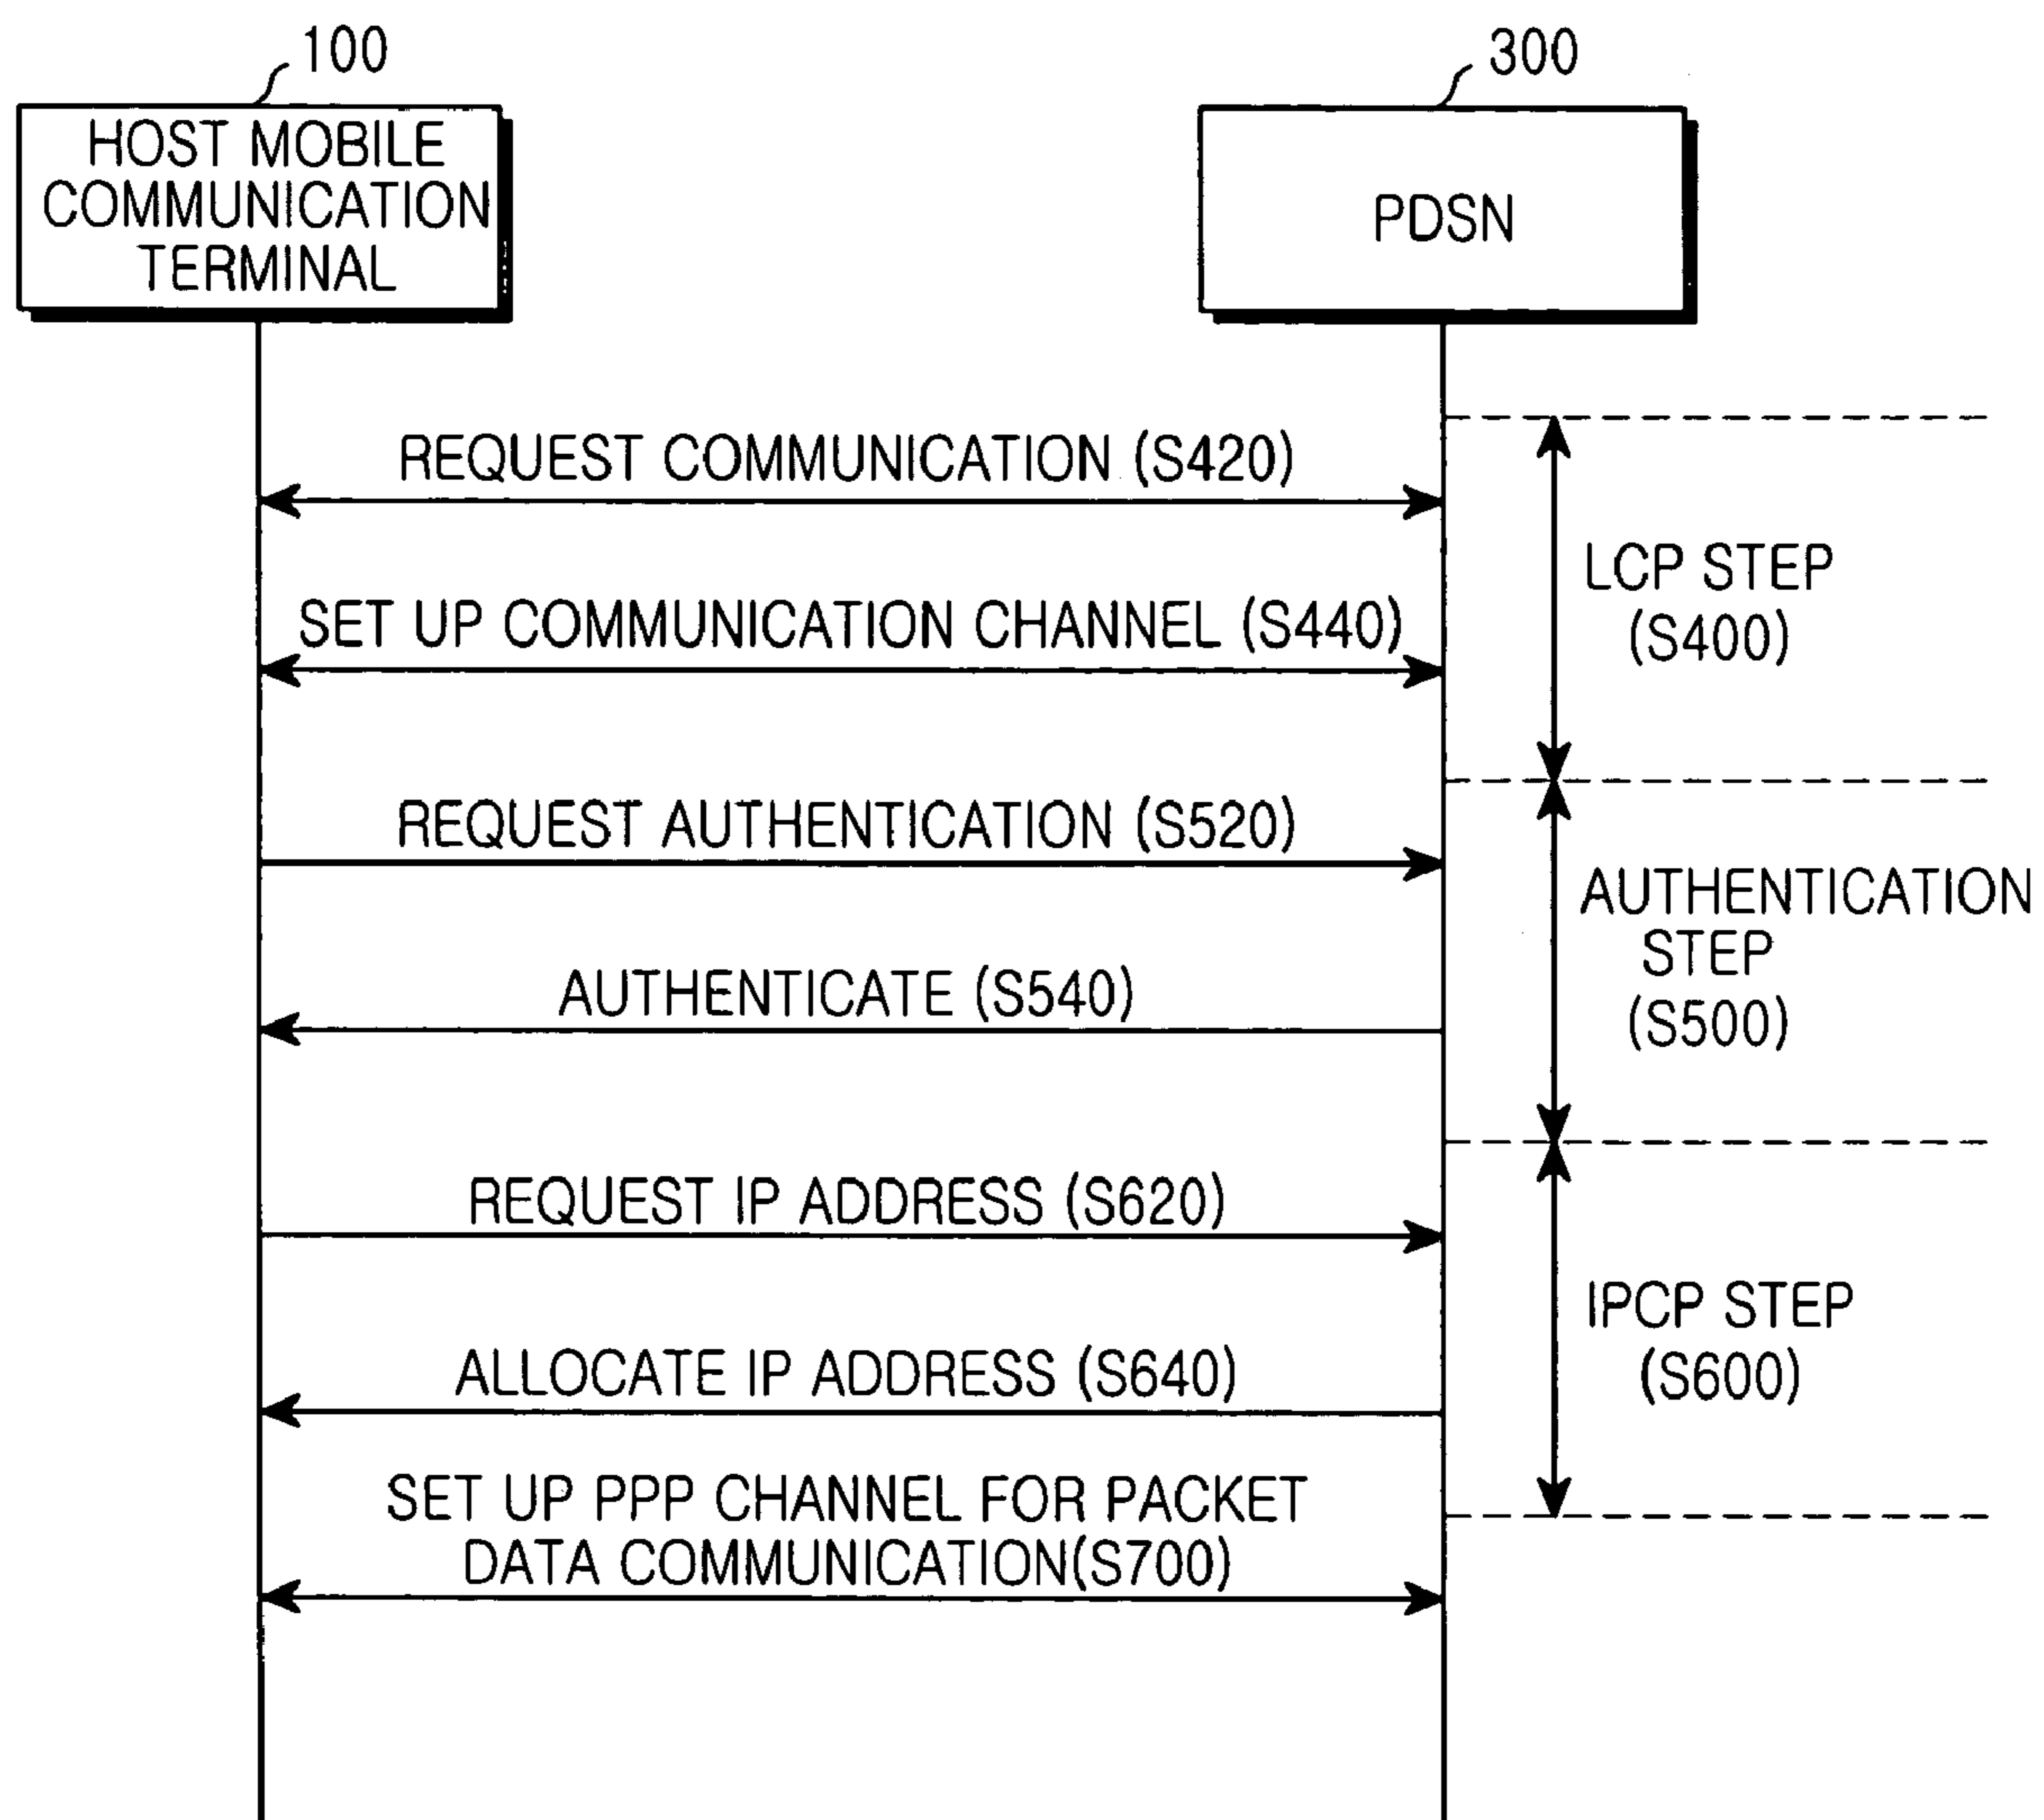 100
300
HOST MOBILE
COMMUNICATION
TERMINAL
PDSN
REQUEST COMMUNICATION (S420)
SET UP COMMUNICATION CHANNEL (S440)
LCP STEP
(S400)
REQUEST AUTHENTICATION (S520)
AUTHENTICATE (S540)
AUTHENTICATION
STEP
(S500)
REQUEST IP ADDRESS (S620)
ALLOCATE IP ADDRESS (S640)
IPCP STEP
(S600)
SET UP PPP CHANNEL FOR PACKET
DATA COMMUNICATION(S700)